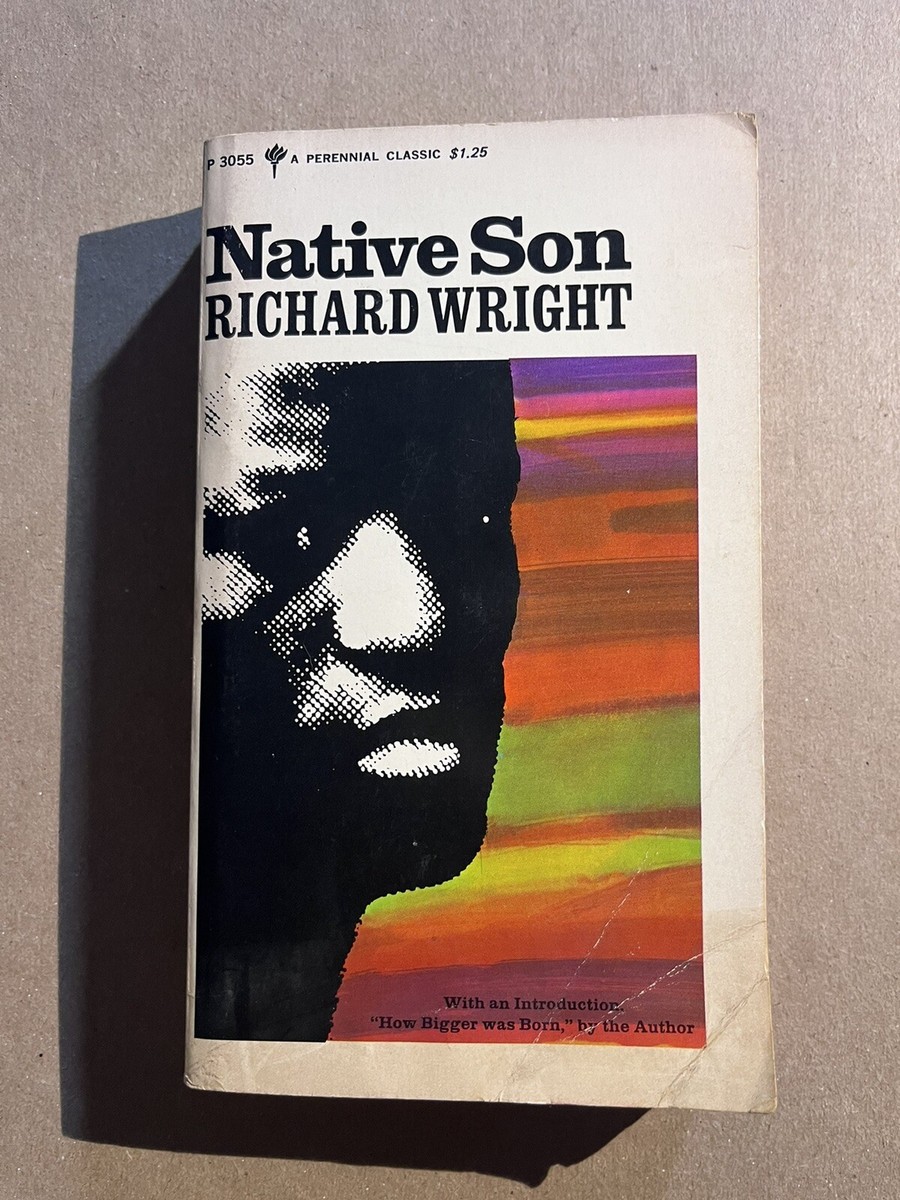 P 3055 A PERENNIAL CLASSIC $1.25
Native Son
RICHARD WRIGHT
With an Introduction,
“How Bigger was Born,” by the Author